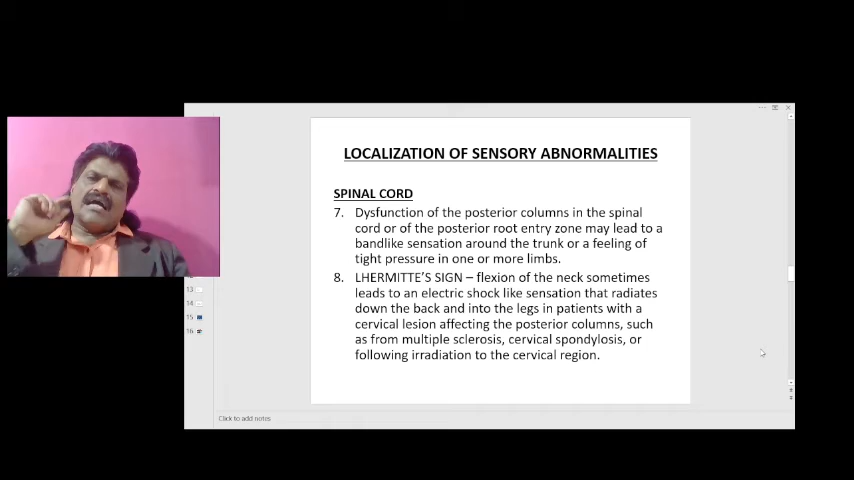 LOCALIZATION OF SENSORY ABNORMALITIES
SPINAL CORD
7. Dysfunction of the posterior columns in the spinal
cord or of the posterior root entry zone may lead to a
bandlike sensation around the trunk or a feeling of
tight pressure in one or more limbs.
8. LHERMITTE'S SIGN – flexion of the neck sometimes
leads to an electric shock like sensation that radiates
down the back and into the legs in patients with a
cervical lesion affecting the posterior columns, such
as from multiple sclerosis, cervical spondylosis, or
following irradiation to the cervical region.
13
14
15
16
Click to add notes